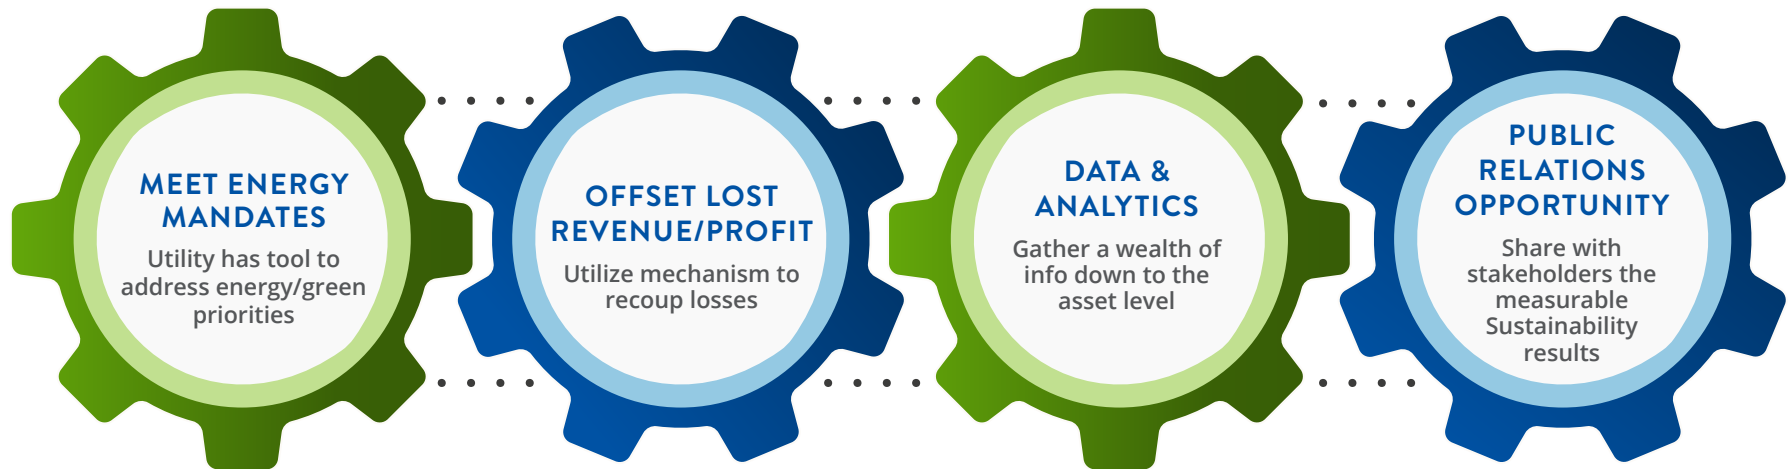 MEET ENERGY
MANDATES
Utility has tool to
address energy/green
priorities
OFFSET LOST
REVENUE/PROFIT
Utilize mechanism to
recoup losses
DATA &
ANALYTICS
Gather a wealth of
info down to the
asset level
PUBLIC
RELATIONS
OPPORTUNITY
Share with
stakeholders the
measurable
Sustainability
results